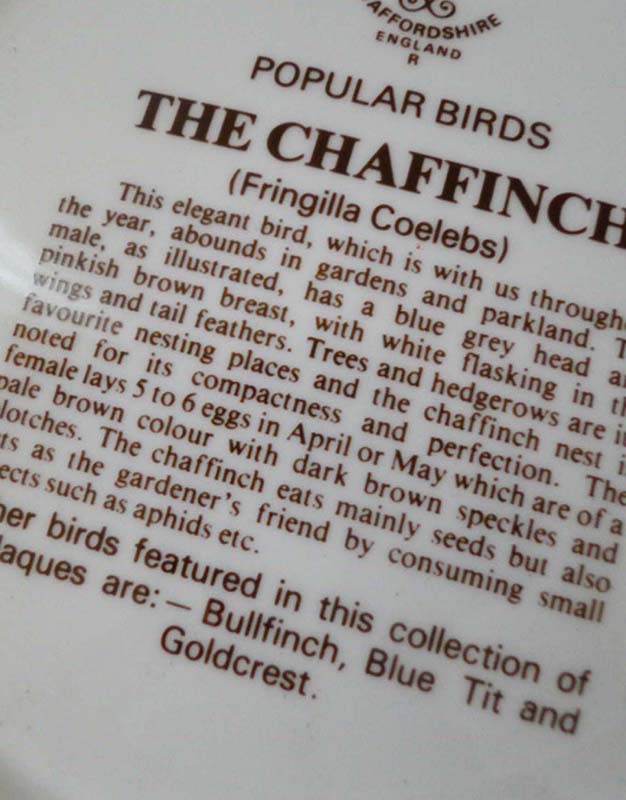 AFFORDSHIRE
ENGLAND
R
POPULAR BIRDS
THE CHAFFINCH
(Fringilla Coelebs)
This elegant bird, which is with us through
the year, abounds in gardens and parkland. T
male, as illustrated, has a blue grey head a
pinkish brown breast, with white flasking in th
wings and tail feathers. Trees and hedgerows are it
favourite nesting places and the chaffinch nest i
noted for its compactness and perfection. The
female lays 5 to 6 eggs in April or May which are of a
pale brown colour with dark brown speckles and
lotches. The chaffinch eats mainly seeds but also
ts as the gardener's friend by consuming small
ects such as aphids etc.
her birds featured in this collection of
laques are:— Bullfinch, Blue Tit and
Goldcrest.